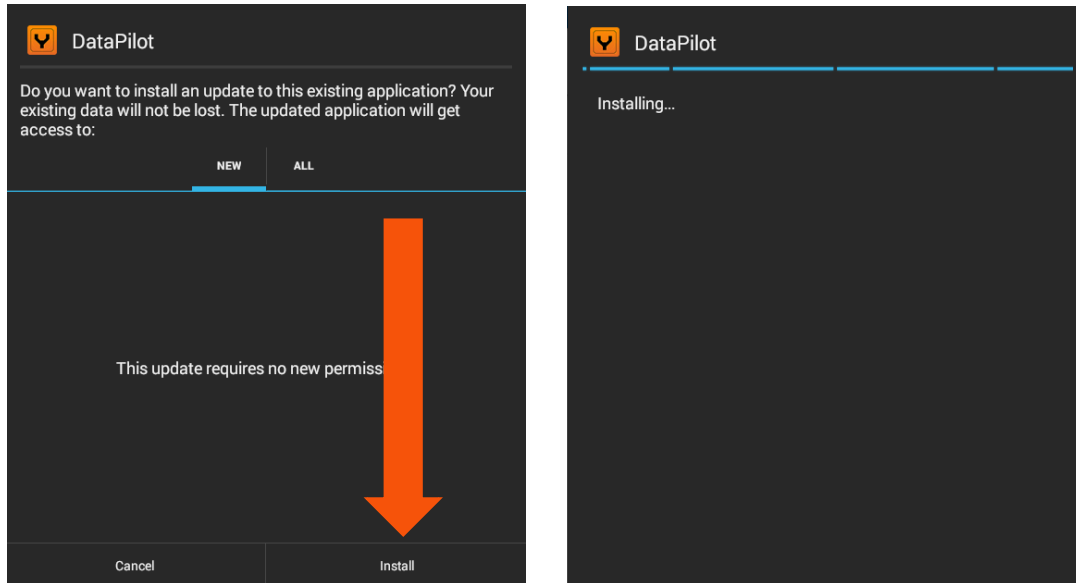 DataPilot
Do you want to install an update to this existing application? Your
existing data will not be lost. The updated application will get
access to:
NEW ALL
This update requires no new
Cancel Install
DataPilot
Installing...